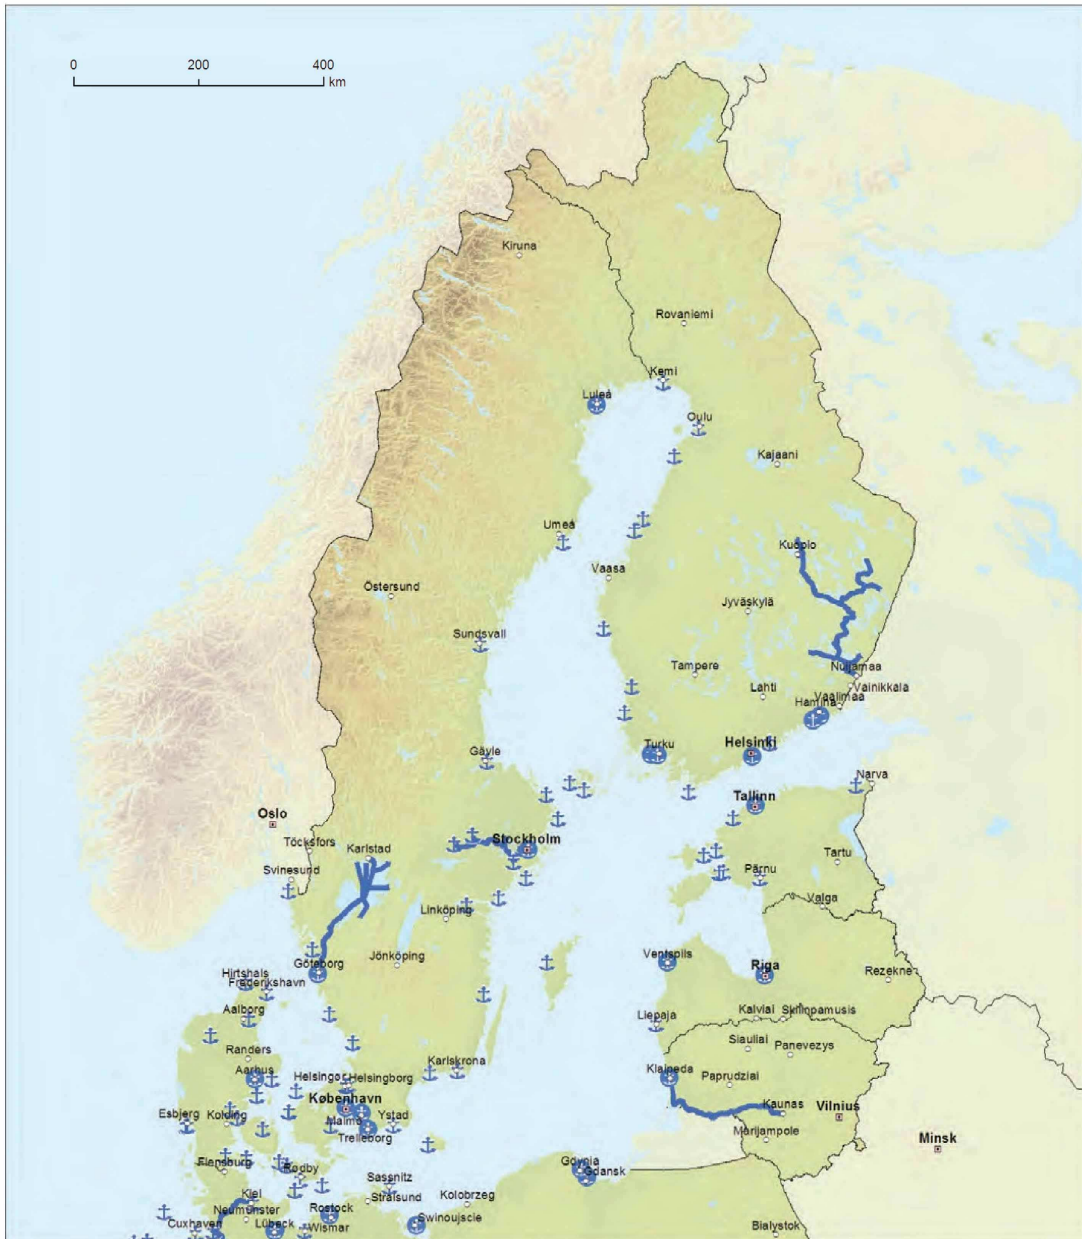 0 200 400
km
Kiruna
Rovaniemi
Kemi
Luleå
Oulu
Kajaani
Umeå
Kuopio
Vaasa
Östersund
Jyväskylä
Sundsvall
Tampere
Nuijamaa
Lahti
Vainikkala
Vaalimaa
Hamina
Turku
Helsinki
Gävle
Narva
Tallinn
Oslo
Töcksfors
Stockholm
Karlstad
Tartu
Svinesund
Pärnu
Valga
Linköping
Ventspils
Jönköping
Riga
Göteborg
Rezekne
Hirtshals
Frederikshavn
Aalborg
Liepaja
Kalviai
Skilinpamusis
Siauliai
Panevezys
Randers
Karlskrona
Aarhus
Helsingør
Helsingborg
Klaipeda
Paprudziai
København
Kaunas
Vilnius
Esbjerg
Kolding
Malmö
Ystad
Trelleborg
Marijampole
Minsk
Flensburg
Rødby
Gdynia
Gdansk
Sassnitz
Kiel
Stralsund
Kolobrzeg
Neumünster
Rostock
Swinoujscie
Cuxhaven
Lübeck
Wismar
Bialystok